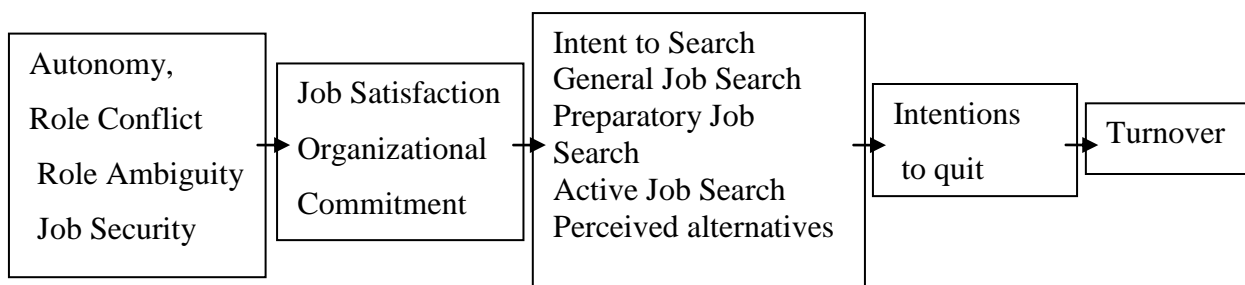 Autonomy,
Role Conflict
Role Ambiguity
Job Security
Job Satisfaction
Organizational
Commitment
Intent to Search
General Job Search
Preparatory Job
Search
Active Job Search
Perceived alternatives
Intentions
to quit
Turnover